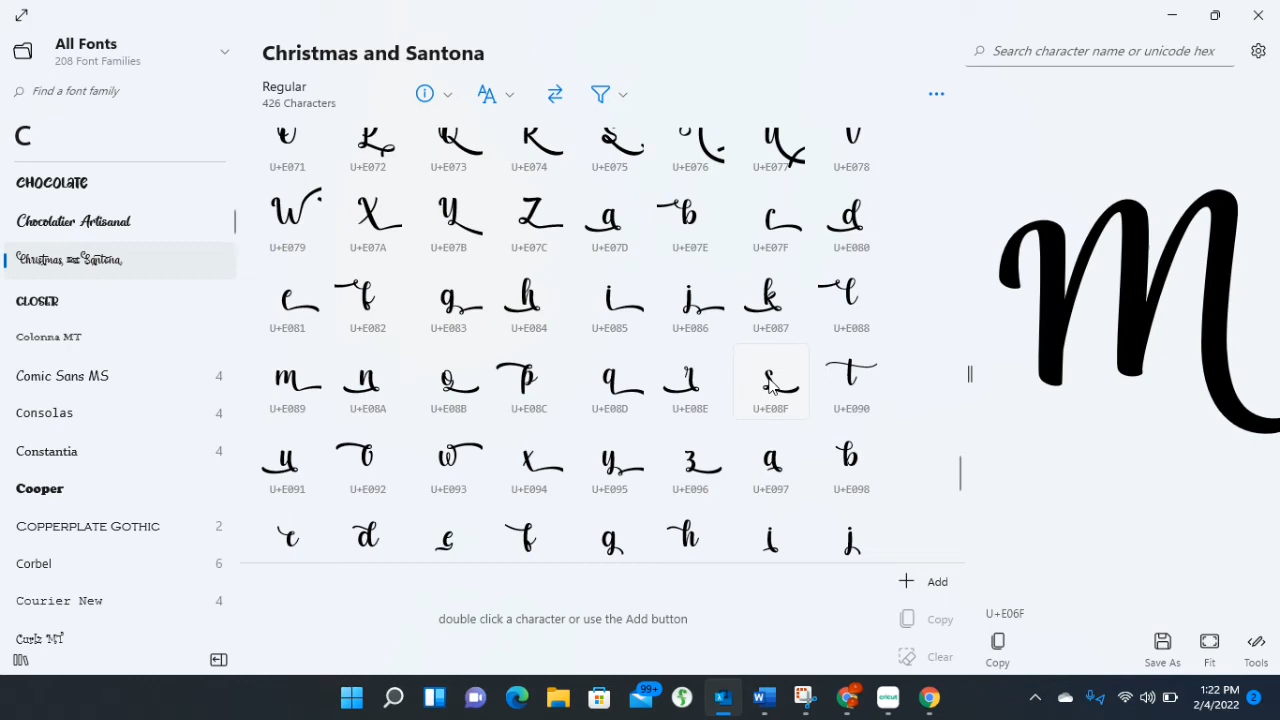 All Fonts
208 Font Families
Find a font family
C
CHOCOLATE
Chocolatier Artisanal
Christmas and Santona
CLOSER
Colonna MT
Comic Sans MS 4
Consolas 4
Constantia 4
Cooper
COPPERPLATE GOTHIC 2
Corbel 6
Courier New 4
Curlz MT
Christmas and Santona
Regular
426 Characters
Search character name or unicode hex
U+E071 U+E072 U+E073 U+E074 U+E075 U+E076 U+E077 U+E078
W X Y Z a b c d
U+E079 U+E07A U+E07B U+E07C U+E07D U+E07E U+E07F U+E080
e f g h i j k l
U+E081 U+E082 U+E083 U+E084 U+E085 U+E086 U+E087 U+E088
m n o p q r s t
U+E089 U+E08A U+E08B U+E08C U+E08D U+E08E U+E08F U+E090
u v w x y z a b
U+E091 U+E092 U+E093 U+E094 U+E095 U+E096 U+E097 U+E098
c d e f g h i j
double click a character or use the Add button
Add
Copy
Clear
M
U+E06F
Copy
Save As
Fit
Tools
99+
cricut
1:22 PM
2/4/2022
2